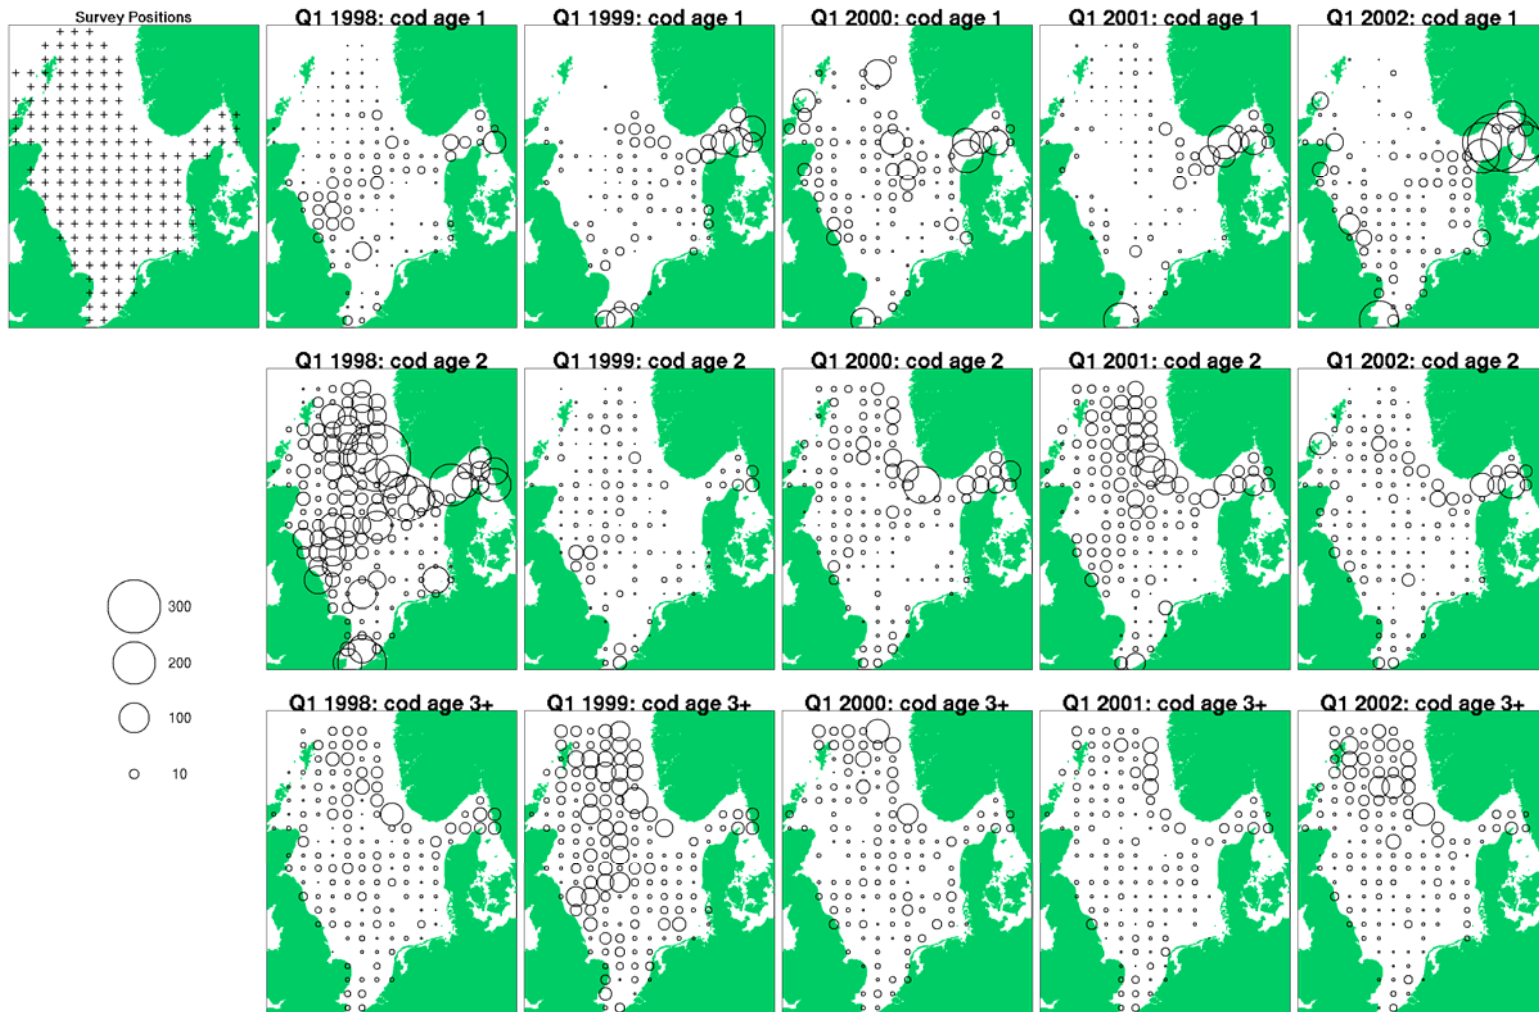 Survey Positions
Q1 1998: cod age 1
Q1 1999: cod age 1
Q1 2000: cod age 1
Q1 2001: cod age 1
Q1 2002: cod age 1
Q1 1998: cod age 2
Q1 1999: cod age 2
Q1 2000: cod age 2
Q1 2001: cod age 2
Q1 2002: cod age 2
300
200
100
10
Q1 1998: cod age 3+
Q1 1999: cod age 3+
Q1 2000: cod age 3+
Q1 2001: cod age 3+
Q1 2002: cod age 3+